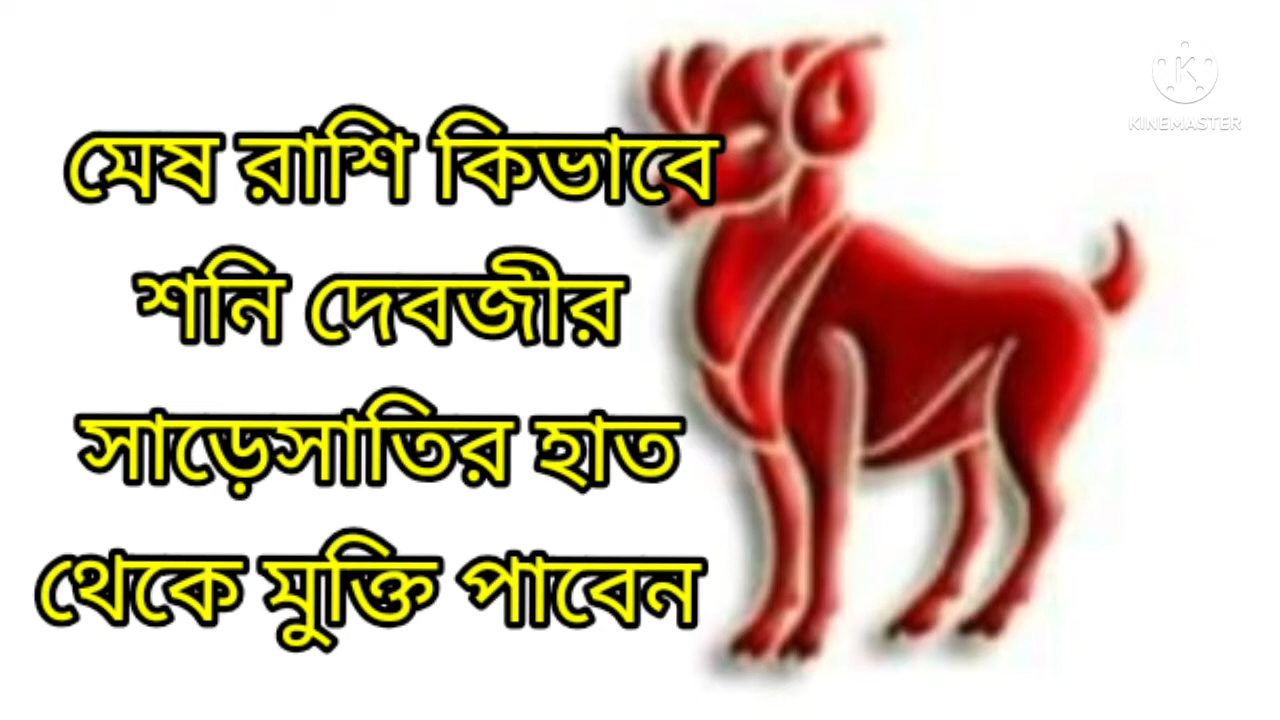 মেষ রাশি কিভাবে
শনি দেবজীর
সাড়েসাতির হাত
থেকে মুক্তি পাবেন
K
KINEMASTER